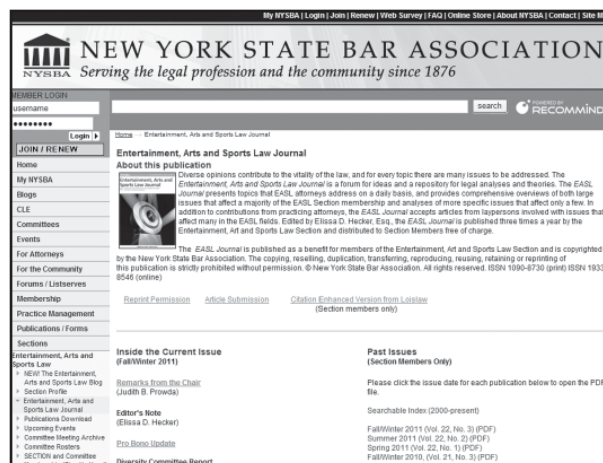 My NYSBA | Login | Join | Renew | Web Survey | FAQ | Online Store | About NYSBA | Contact | Site M
NYSBA
NEW YORK STATE BAR ASSOCIATION
Serving the legal profession and the community since 1876
MEMBER LOGIN
username
Login
JOIN / RENEW
Home
My NYSBA
Blogs
CLE
Committees
Events
For Attorneys
For the Community
Forums / Listserves
Membership
Practice Management
Publications / Forms
Sections
Entertainment, Arts and
Sports Law
NEW! The Entertainment,
Arts and Sports Law Blog
Section Profile
Entertainment, Arts and
Sports Law Journal
Publications Download
Upcoming Events
Committee Meeting Archive
Committee Rosters
SECTION and Committee
search
POWERED BY
RECOMMIND
Home — Entertainment, Arts and Sports Law Journal
Entertainment, Arts and Sports Law Journal
About this publication
Diverse opinions contribute to the vitality of the law, and for every topic there are many issues to be addressed. The
Entertainment, Arts and Sports Law Journal is a forum for ideas and a repository for legal analyses and theories. The EASL
Journal presents topics that EASL attorneys address on a daily basis, and provides comprehensive overviews of both large
issues that affect a majority of the EASL Section membership and analyses of more specific issues that affect only a few. In
addition to contributions from practicing attorneys, the EASL Journal accepts articles from laypersons involved with issues that
affect many in the EASL fields. Edited by Elissa D. Hecker, Esq., the EASL Journal is published three times a year by the
Entertainment, Art and Sports Law Section and distributed to Section Members free of charge.
The EASL Journal is published as a benefit for members of the Entertainment, Art and Sports Law Section and is copyrighted
by the New York State Bar Association. The copying, reselling, duplication, transferring, reproducing, reusing, retaining or reprinting of
this publication is strictly prohibited without permission. © New York State Bar Association. All rights reserved. ISSN 1090-8730 (print) ISSN 1933
8546 (online)
Reprint Permission Article Submission Citation Enhanced Version from Loislaw
(Section members only)
Inside the Current Issue
(Fall/Winter 2011)
Remarks from the Chair
(Judith B. Prowda)
Editor's Note
(Elissa D. Hecker)
Pro Bono Update
Diversity Committee Report
Past Issues
(Section Members Only)
Please click the issue date for each publication below to open the PDF
file.
Searchable Index (2000-present)
Fall/Winter 2011 (Vol. 22, No. 3) (PDF)
Summer 2011 (Vol. 22, No. 2) (PDF)
Spring 2011 (Vol. 22, No. 1) (PDF)
Fall/Winter 2010, (Vol. 21, No. 3) (PDF)